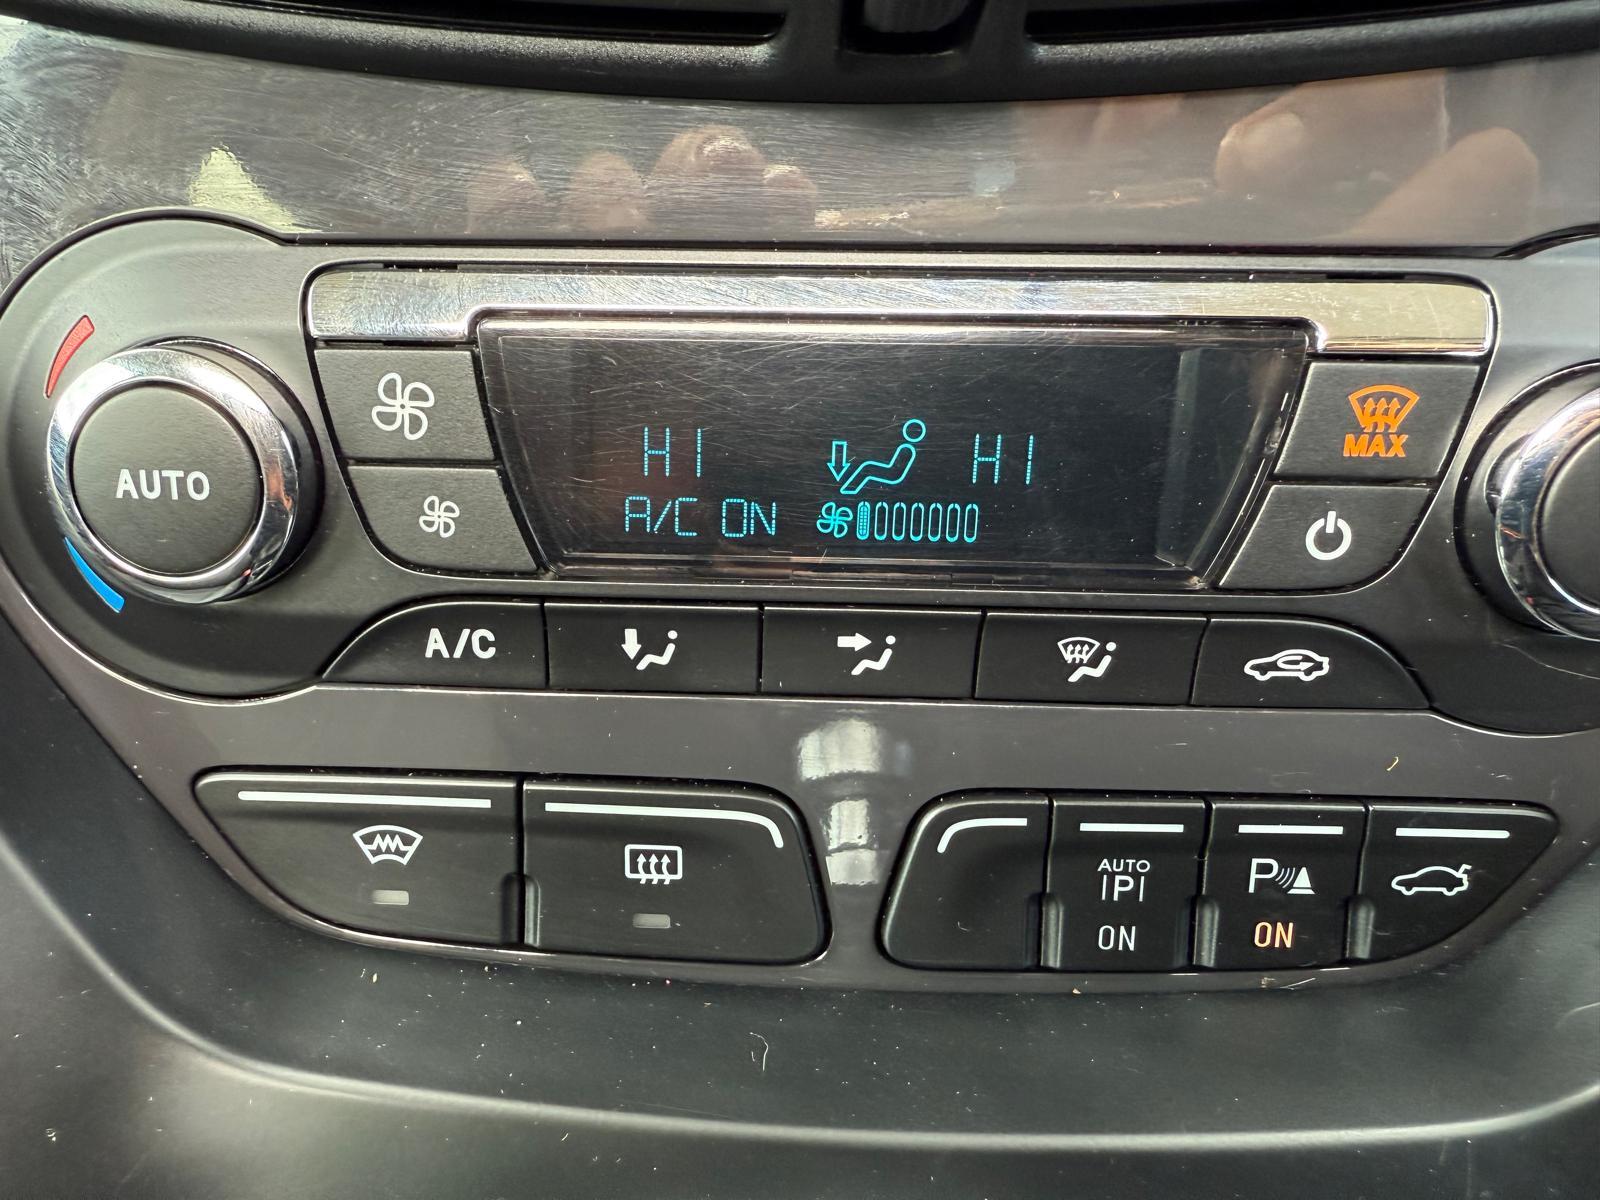 AUTO
HI HI
A/C ON
MAX
A/C
AUTO
|P|
ON
P
ON